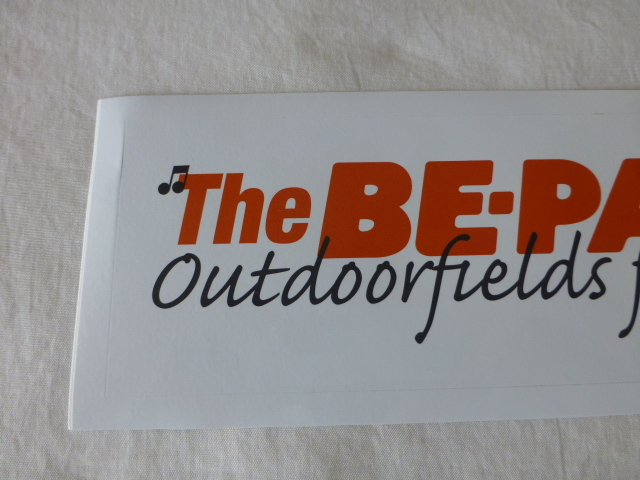 The BE-PA
Outdoorfields f